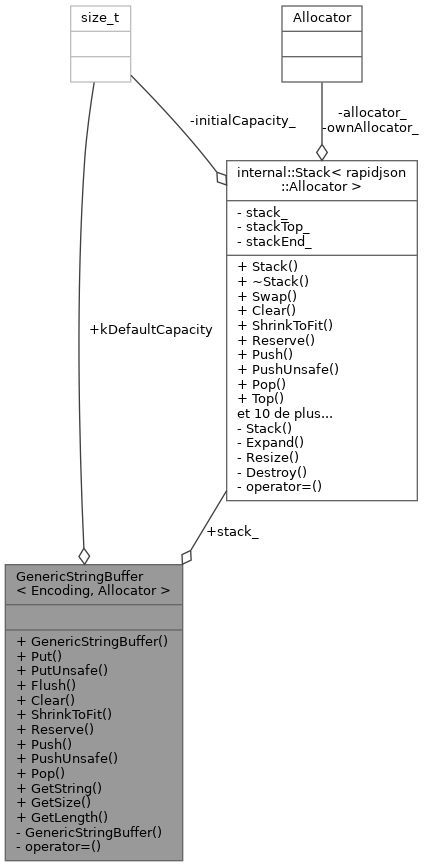 size_t
Allocator
-initialCapacity_
-allocator_
-ownAllocator_
internal::Stack< rapidjson
::Allocator >
- stack_
- stackTop_
- stackEnd_
+ Stack()
+ ~Stack()
+ Swap()
+ Clear()
+ ShrinkToFit()
+ Reserve()
+ Push()
+ PushUnsafe()
+ Pop()
+ Top()
et 10 de plus...
- Stack()
- Expand()
- Resize()
- Destroy()
- operator=()
+kDefaultCapacity
+stack_
GenericStringBuffer
< Encoding, Allocator >
+ GenericStringBuffer()
+ Put()
+ PutUnsafe()
+ Flush()
+ Clear()
+ ShrinkToFit()
+ Reserve()
+ Push()
+ PushUnsafe()
+ Pop()
+ GetString()
+ GetSize()
+ GetLength()
- GenericStringBuffer()
- operator=()